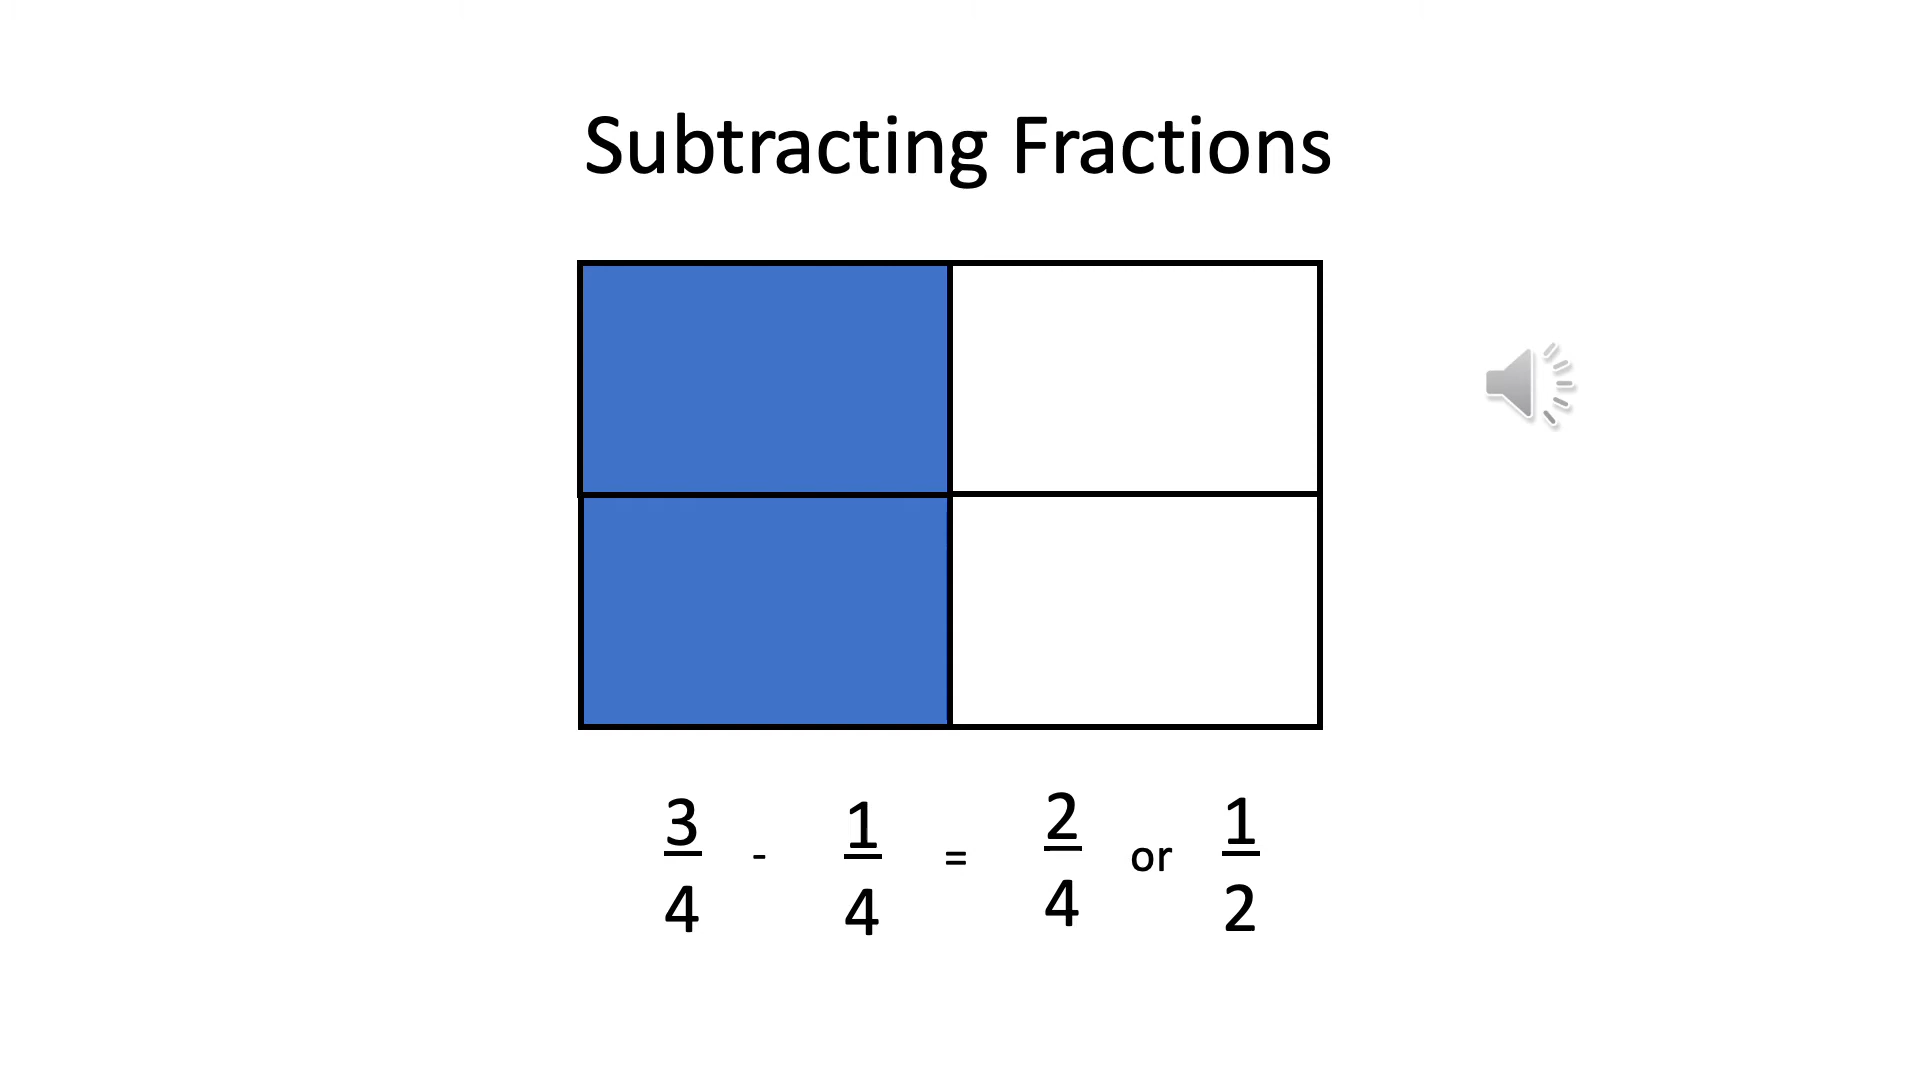 Subtracting Fractions
3/4 - 1/4 = 2/4 or 1/2